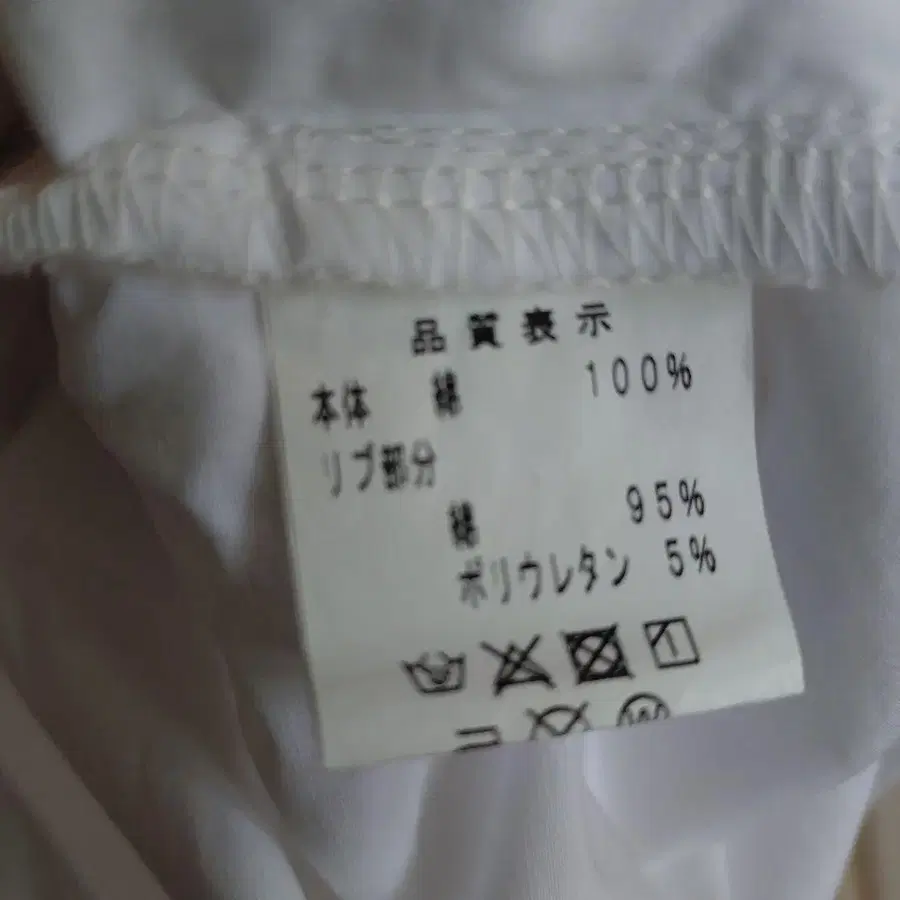 品質表示
本体 綿 100%
リブ部分
綿 95%
ポリウレタン 5%